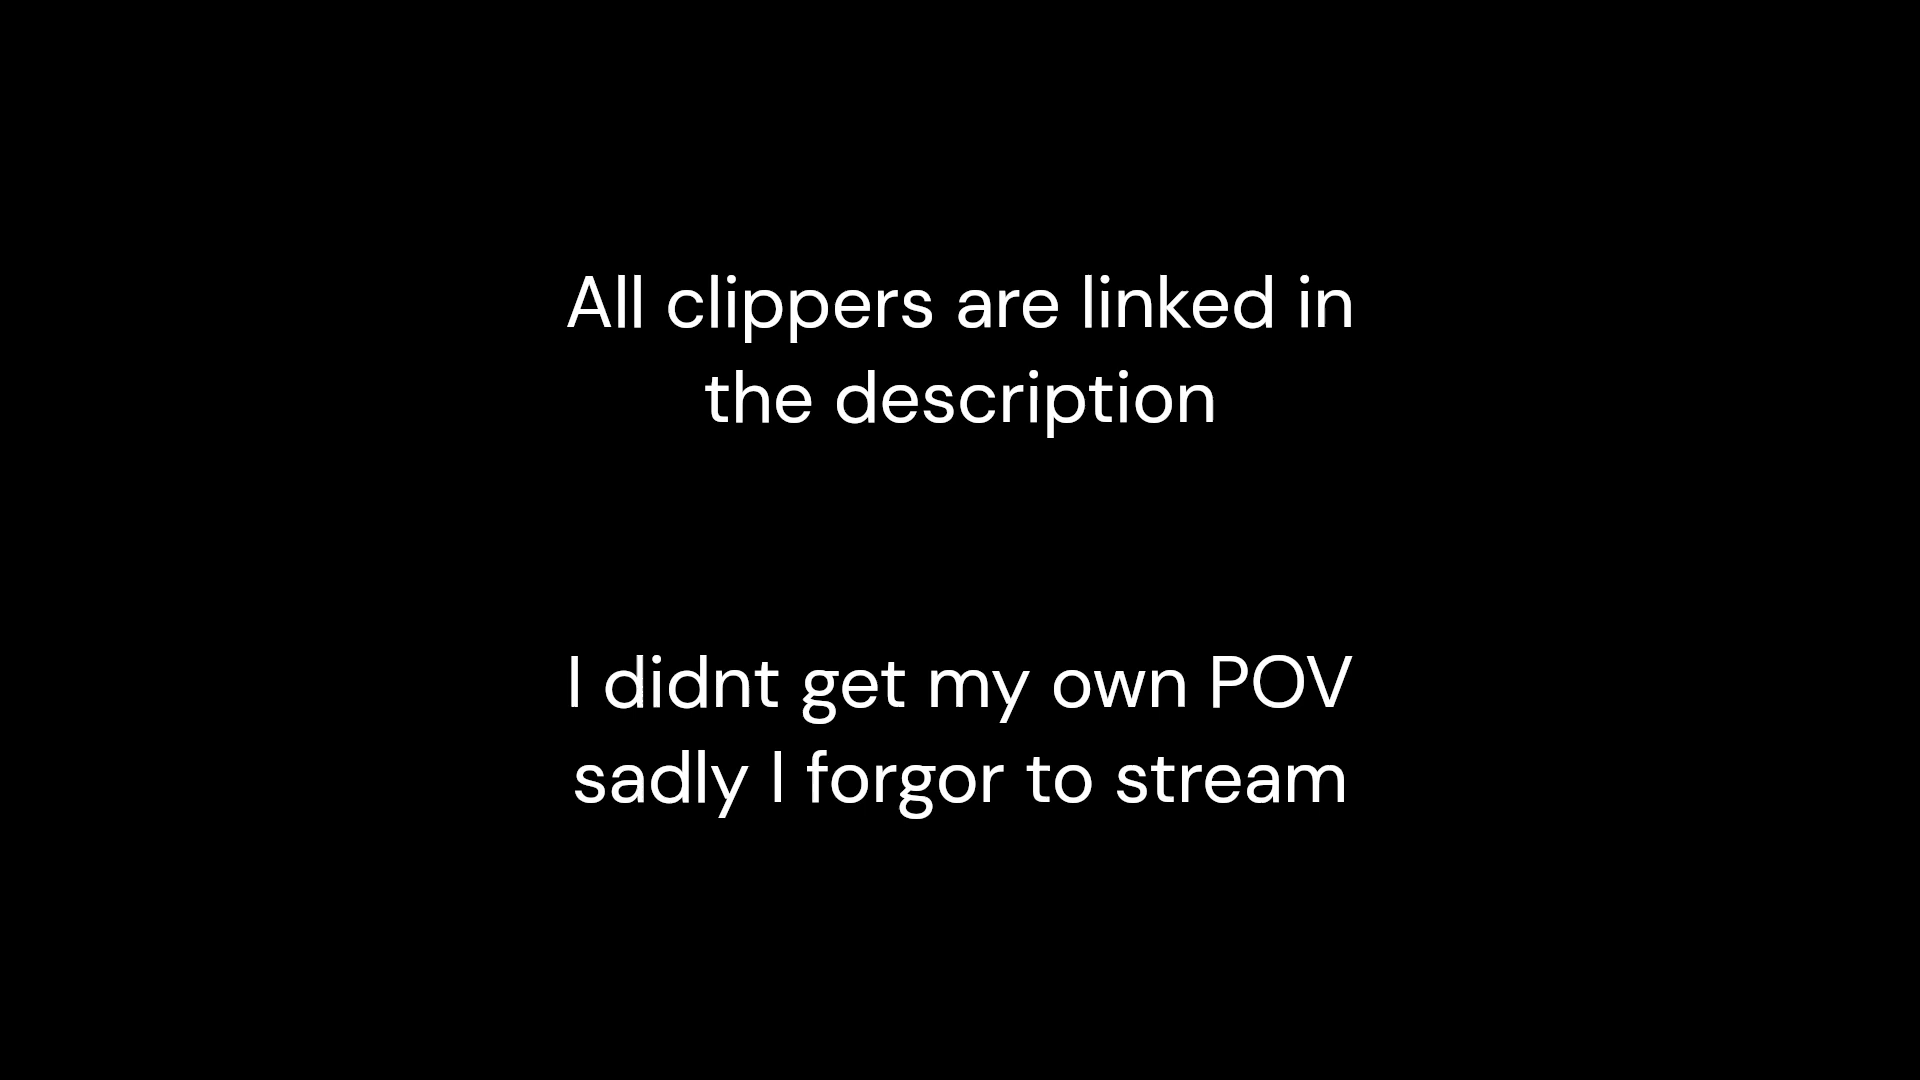 All clippers are linked in
the description
I didnt get my own POV
sadly I forgor to stream